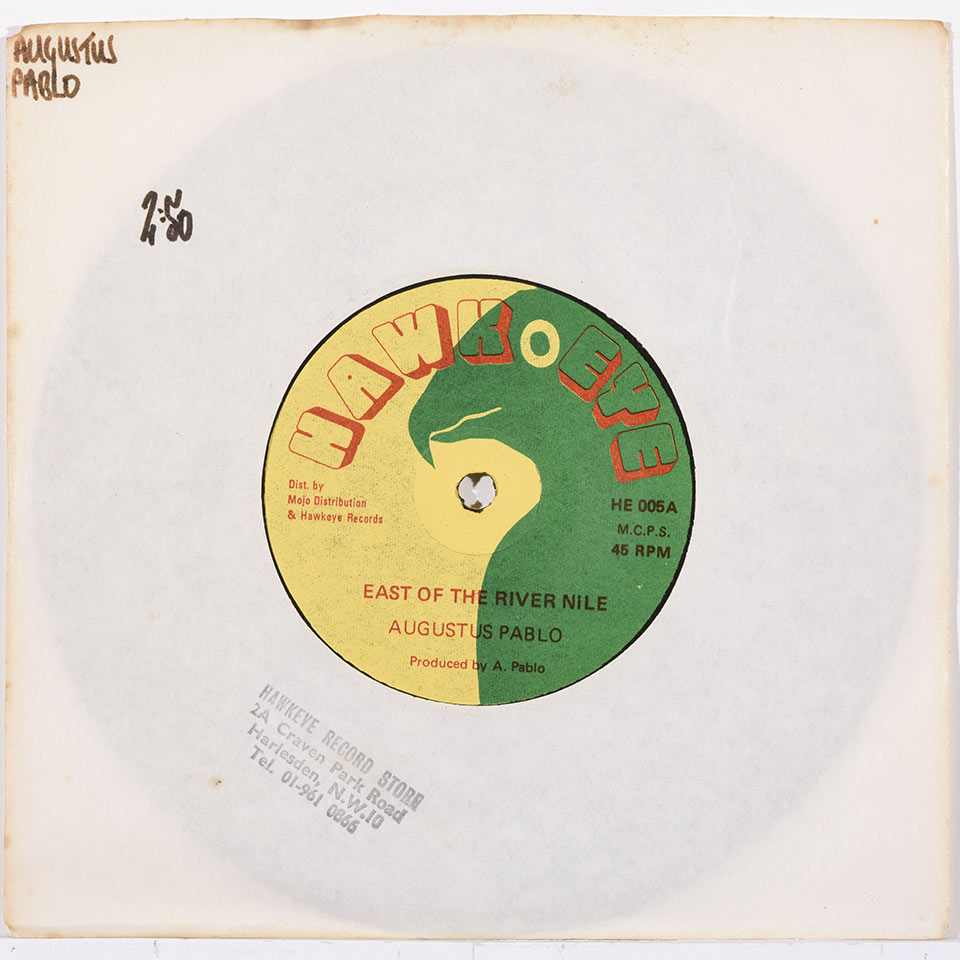 AUGUSTUS
PABLO
2:50
HAWKEYE
Dist. by
Mojo Distribution
& Hawkeye Records
HE 005A
M.C.P.S.
45 RPM
EAST OF THE RIVER NILE
AUGUSTUS PABLO
Produced by A. Pablo
HAWKEYE RECORD STORE
2A Craven Park Road
Harlesden, N.W.10
Tel. 01-961 0866